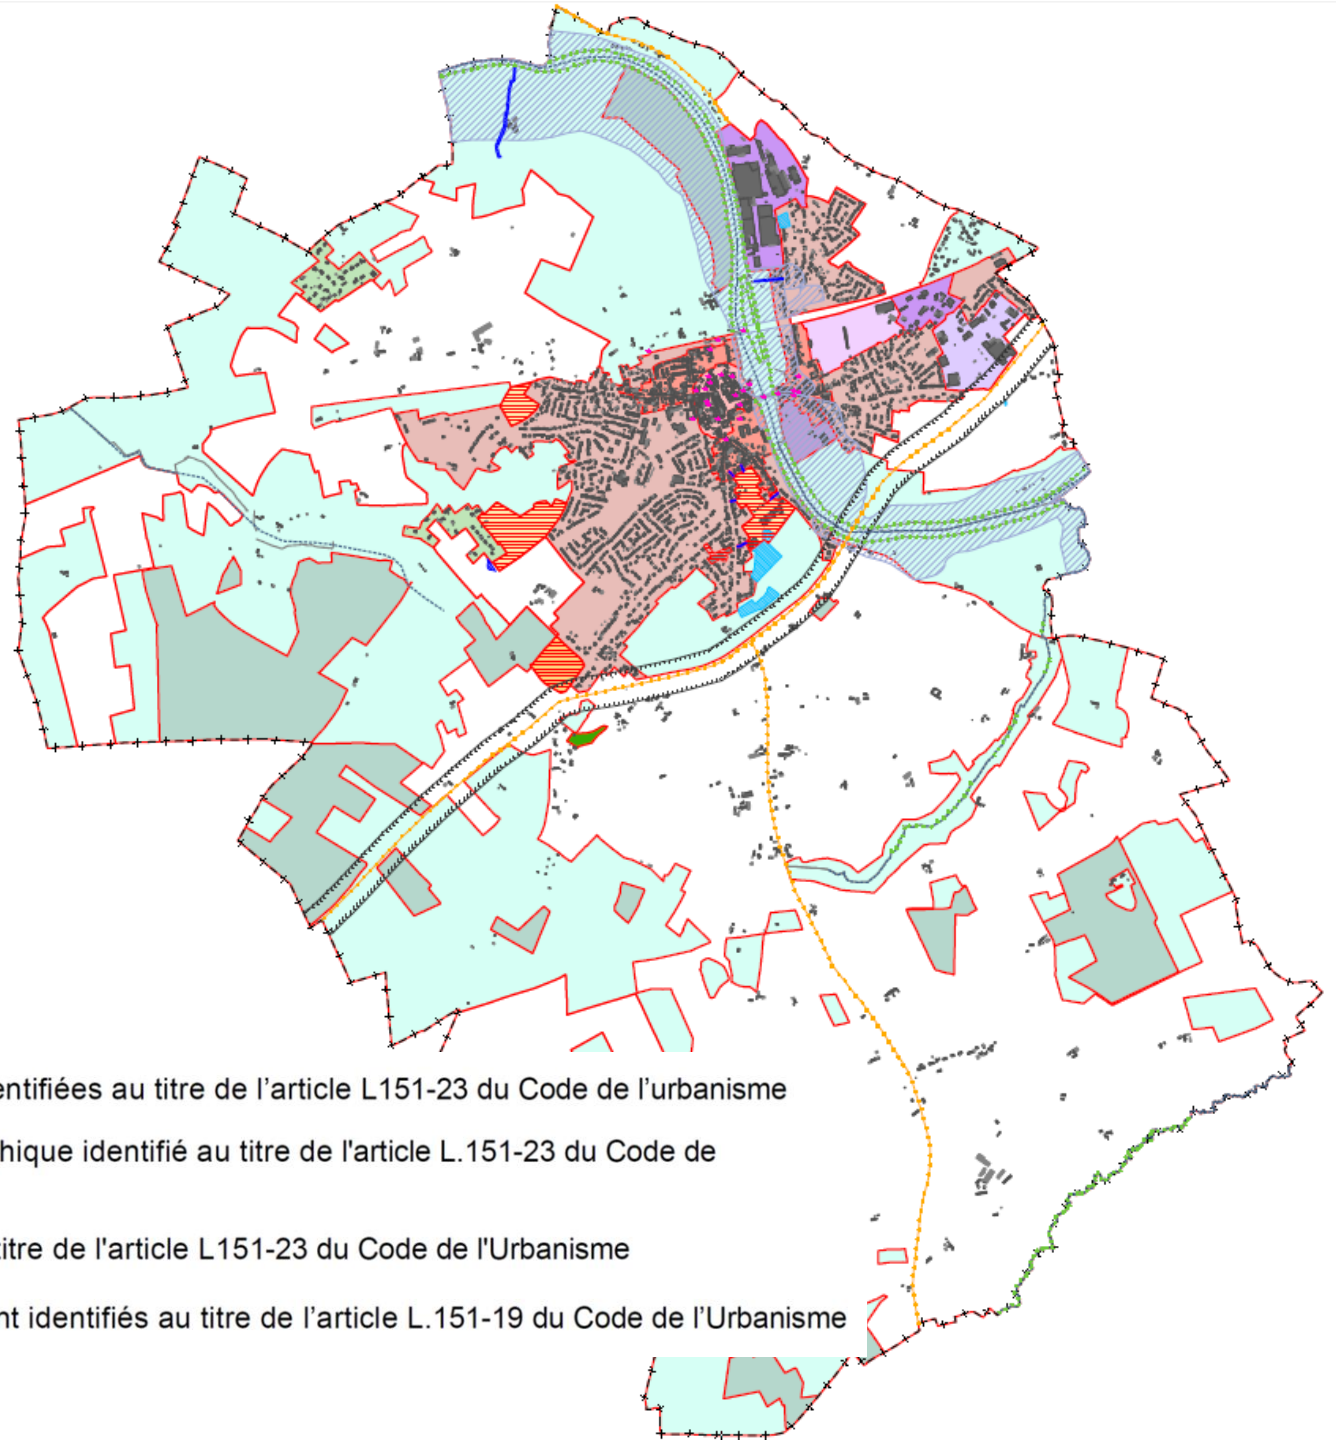 entifiées au titre de l’article L151-23 du Code de l’urbanisme
hique identifié au titre de l'article L.151-23 du Code de
titre de l'article L151-23 du Code de l'Urbanisme
nt identifiés au titre de l’article L.151-19 du Code de l’Urbanisme